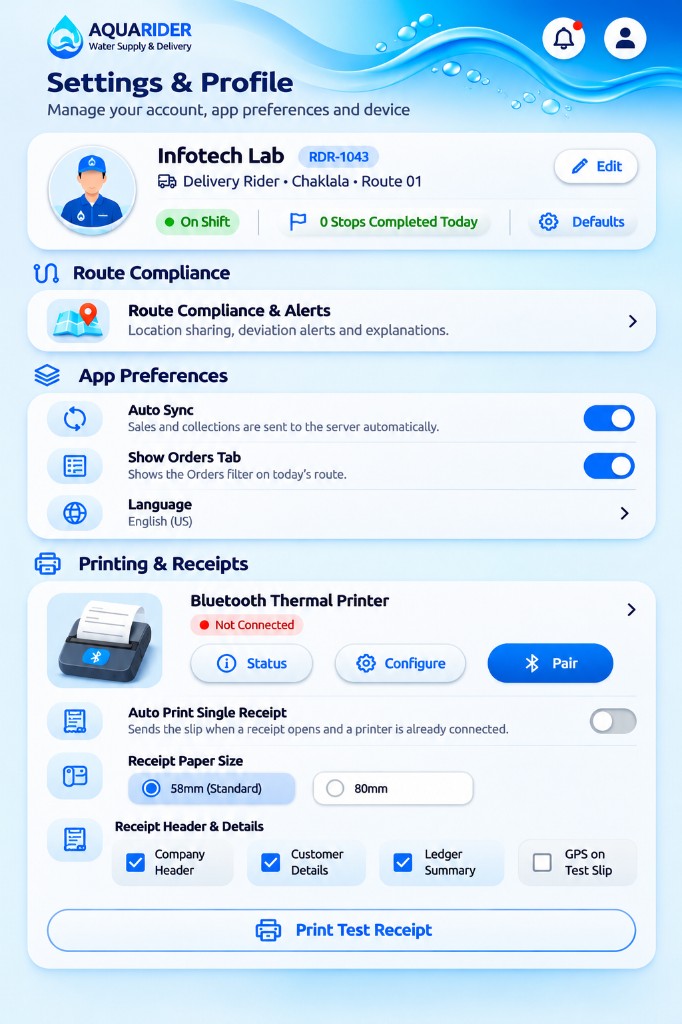 AQUARIDER
Water Supply & Delivery
Settings & Profile
Manage your account, app preferences and device
Infotech Lab RDR-1043
Edit
Delivery Rider • Chaklala • Route 01
On Shift
0 Stops Completed Today
Defaults
Route Compliance
Route Compliance & Alerts
Location sharing, deviation alerts and explanations.
App Preferences
Auto Sync
Sales and collections are sent to the server automatically.
Show Orders Tab
Shows the Orders filter on today's route.
Language
English (US)
Printing & Receipts
Bluetooth Thermal Printer
Not Connected
Status
Configure
Pair
Auto Print Single Receipt
Sends the slip when a receipt opens and a printer is already connected.
Receipt Paper Size
58mm (Standard)
80mm
Receipt Header & Details
Company
Header
Customer
Details
Ledger
Summary
GPS on
Test Slip
Print Test Receipt